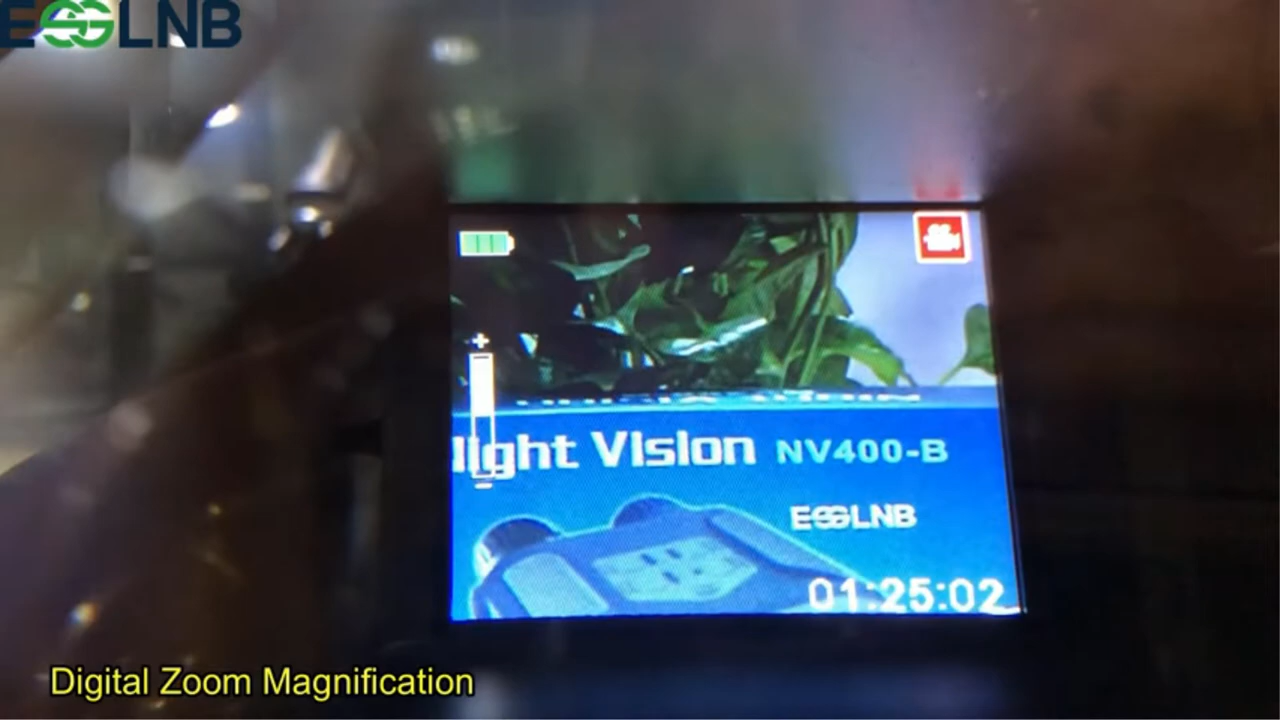 ESSLNB
+
light Vision NV400-B
ESSLNB
01:25:02
Digital Zoom Magnification